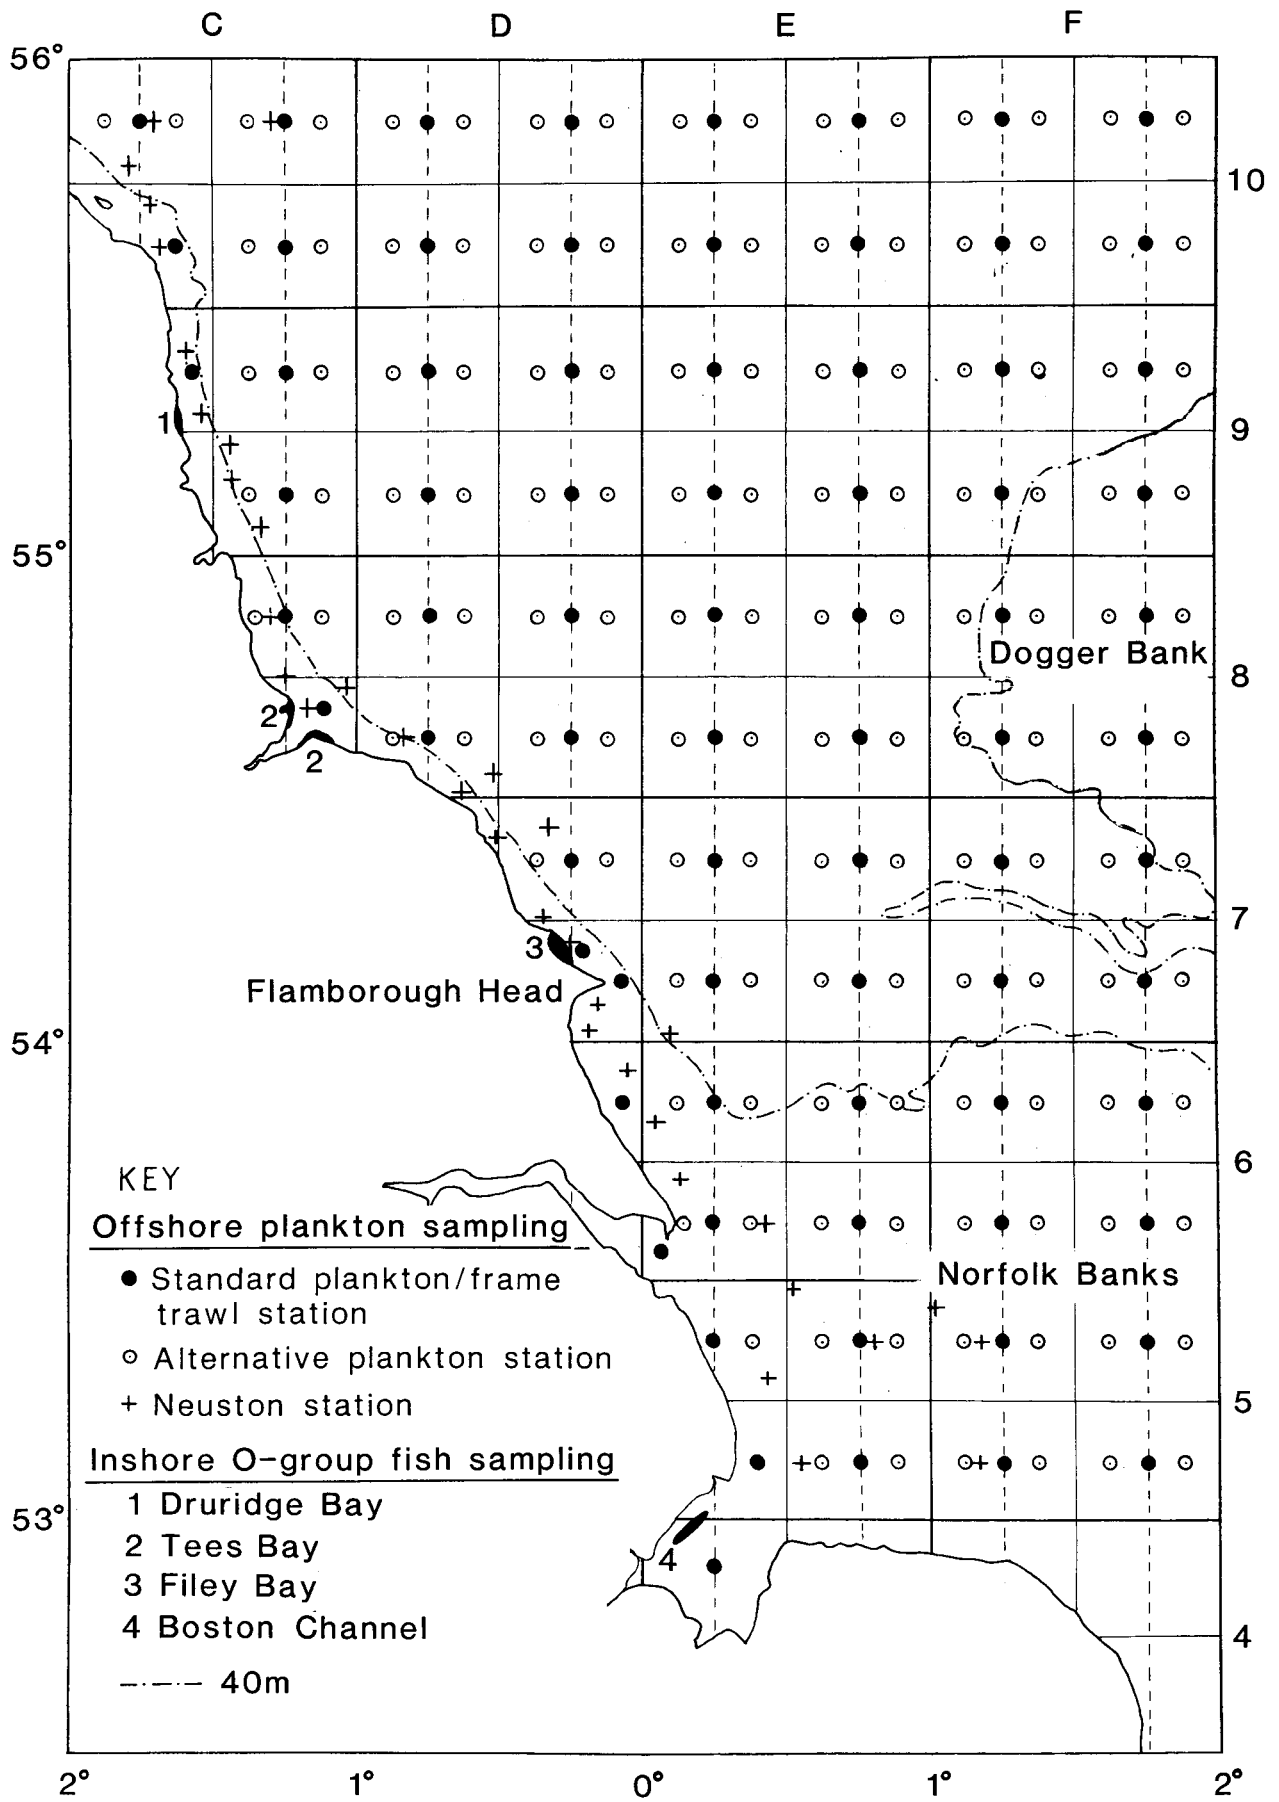 C D E F
56°
10
1
9
55°
Dogger Bank
8
2
2
7
3
Flamborough Head
54°
6
KEY
Offshore plankton sampling
Norfolk Banks
Standard plankton/frame
trawl station
Alternative plankton station
+ Neuston station
5
Inshore O-group fish sampling
1 Druridge Bay
53°
2 Tees Bay
4
3 Filey Bay
4 Boston Channel
4
40m
2° 1° 0° 1° 2°